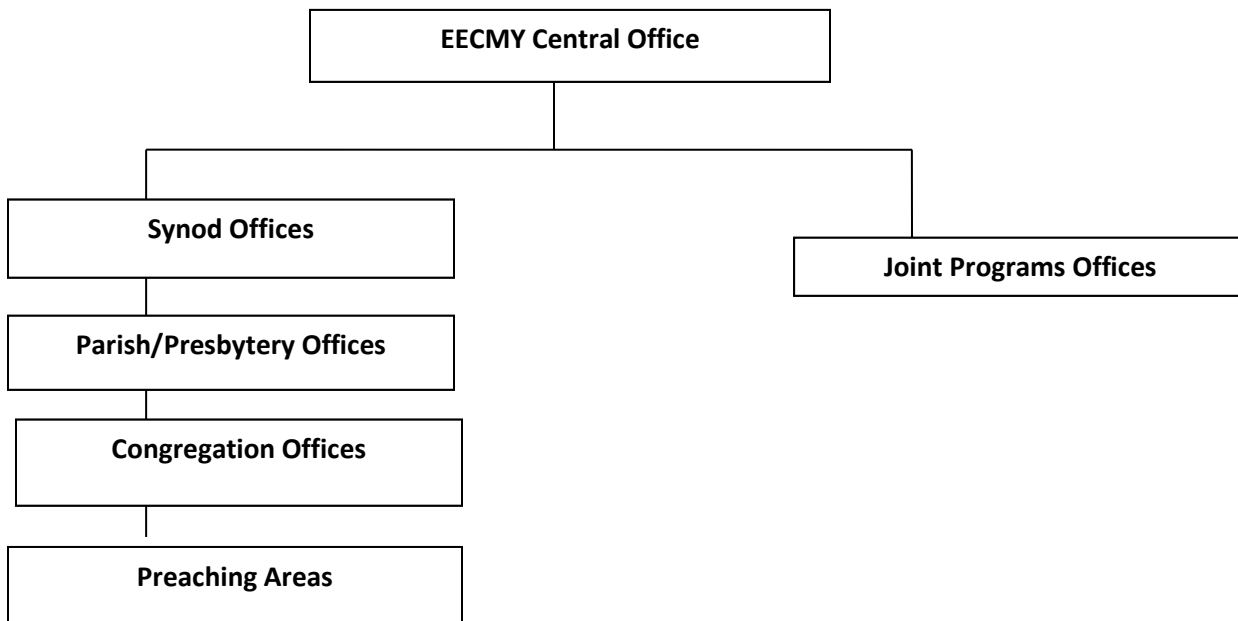 EECMY Central Office
Synod Offices
Joint Programs Offices
Parish/Presbytery Offices
Congregation Offices
Preaching Areas